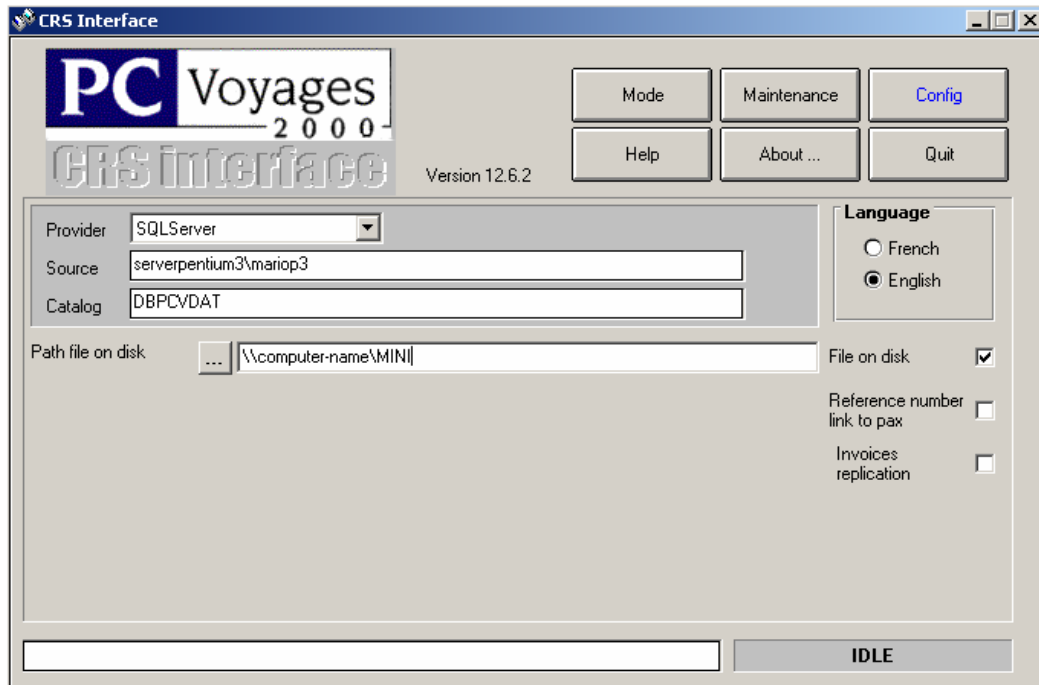 CRS Interface
PC Voyages
2000
CRS interface
Version 12.6.2
Mode
Maintenance
Config
Help
About ...
Quit
Provider
SQLServer
Source
serverpentium3\mariop3
Catalog
DBPCVDAT
Language
French
English
Path file on disk
...
\\computer-name\MINI
File on disk
Reference number
link to pax
Invoices
replication
IDLE